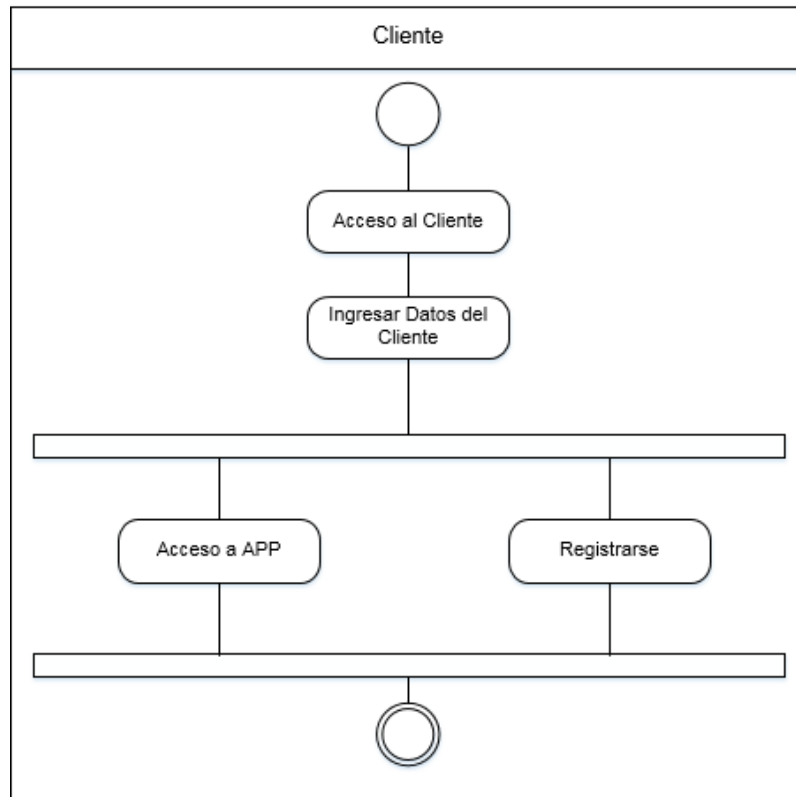 Cliente
Acceso al Cliente
Ingresar Datos del
Cliente
Acceso a APP
Registrarse